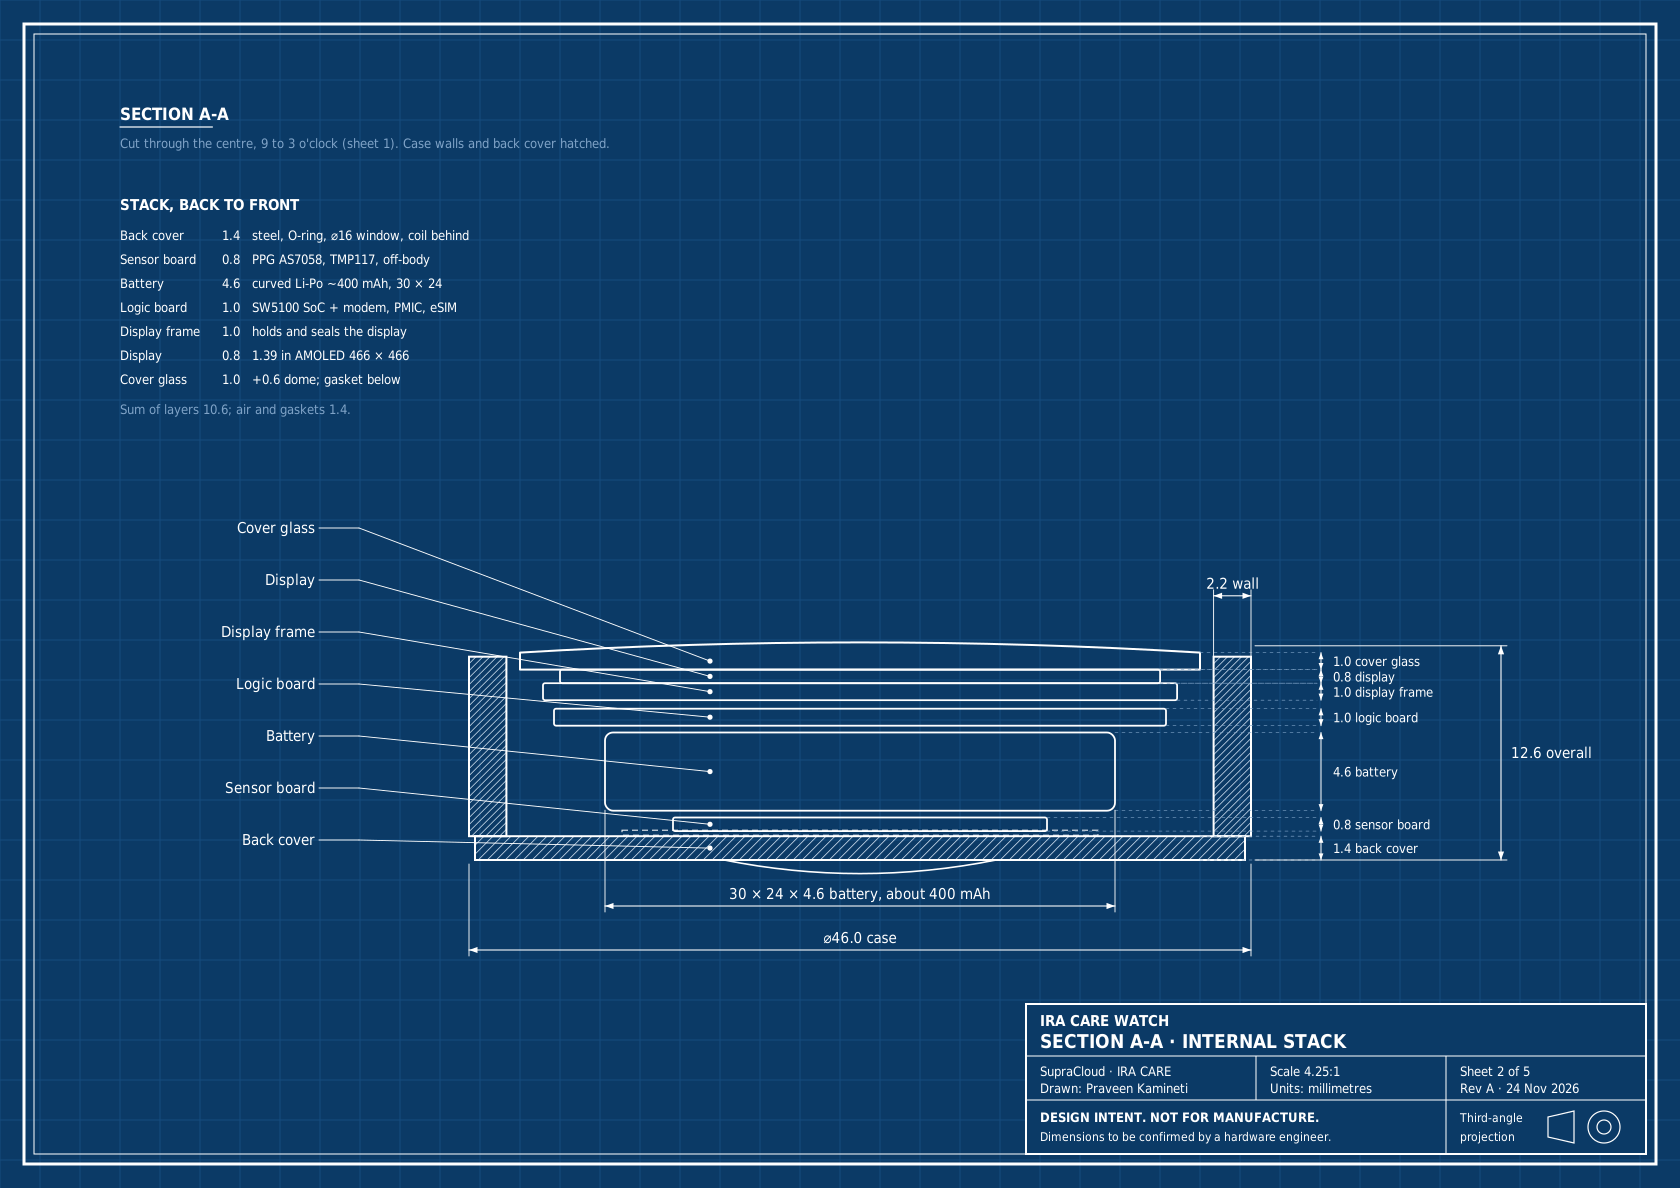 SECTION A-A
Cut through the centre, 9 to 3 o'clock (sheet 1). Case walls and back cover hatched.
STACK, BACK TO FRONT
Back cover 1.4 steel, O-ring, ⌀16 window, coil behind
Sensor board 0.8 PPG AS7058, TMP117, off-body
Battery 4.6 curved Li-Po ~400 mAh, 30 × 24
Logic board 1.0 SW5100 SoC + modem, PMIC, eSIM
Display frame 1.0 holds and seals the display
Display 0.8 1.39 in AMOLED 466 × 466
Cover glass 1.0 +0.6 dome; gasket below
Sum of layers 10.6; air and gaskets 1.4.
Cover glass
Display
Display frame
Logic board
Battery
Sensor board
Back cover
2.2 wall
1.0 cover glass
0.8 display
1.0 display frame
1.0 logic board
4.6 battery
0.8 sensor board
1.4 back cover
12.6 overall
30 × 24 × 4.6 battery, about 400 mAh
⌀46.0 case
IRA CARE WATCH
SECTION A-A · INTERNAL STACK
SupraCloud · IRA CARE
Drawn: Praveen Kamineti
Scale 4.25:1
Units: millimetres
Sheet 2 of 5
Rev A · 24 Nov 2026
DESIGN INTENT. NOT FOR MANUFACTURE.
Dimensions to be confirmed by a hardware engineer.
Third-angle
projection